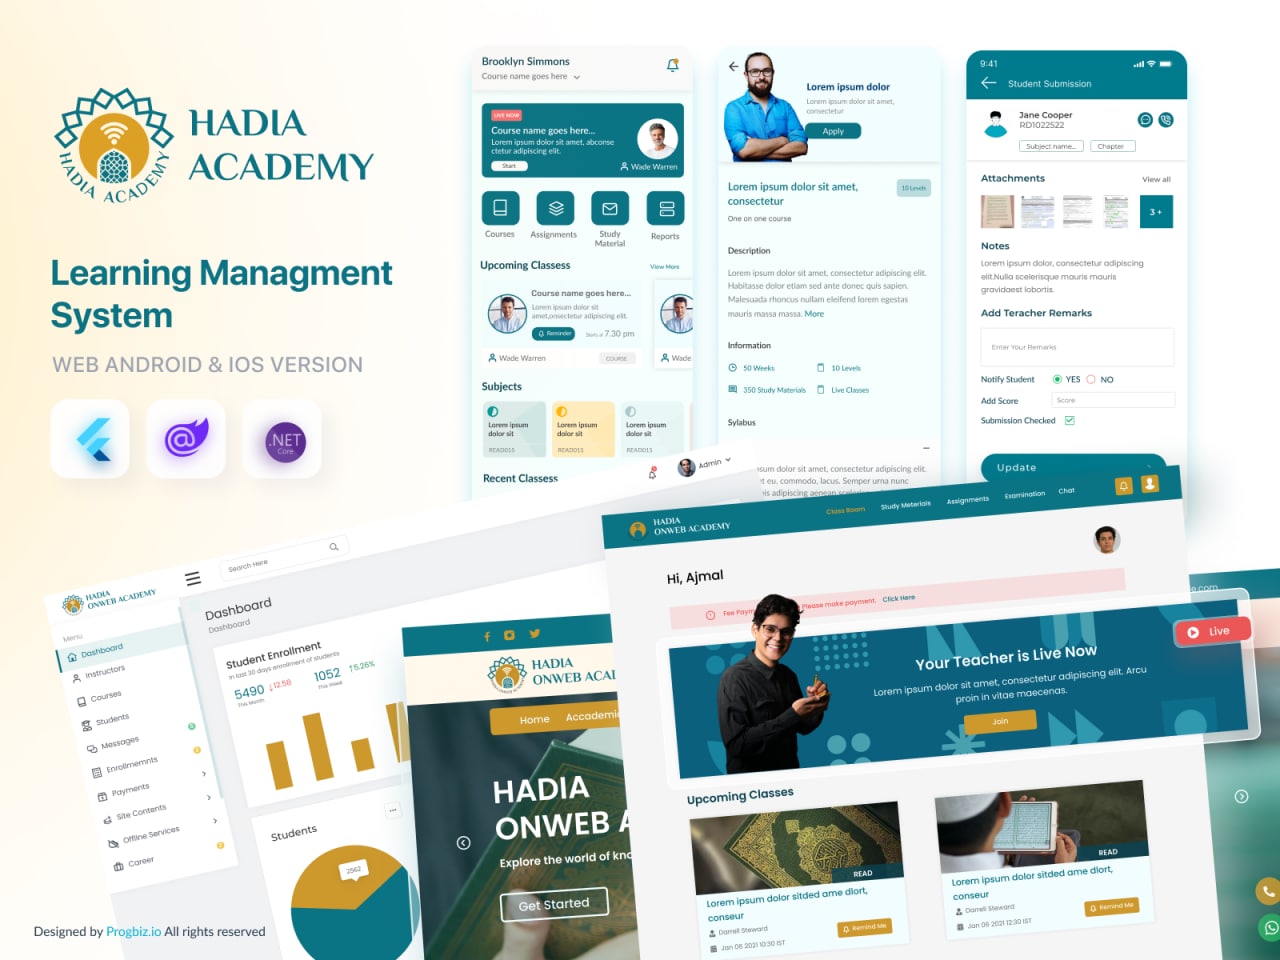 HADIA
ACADEMY
HADIA ACADEMY
Learning Managment
System
WEB ANDROID & IOS VERSION
@
.NET
Core
Brooklyn Simmons
Course name goes here
LIVE NOW
Course name goes here...
Lorem ipsum dolor sit amet, abconse
ctetur adipiscing elit.
Start
Wade Warren
Courses
Assignments
Study
Material
Reports
Upcoming Classess
View More
Course name goes here...
Lorem ipsum dolor sit
amet,onsectetur adipiscing elit.
Reminder
Starts at 7.30 pm
Wade Warren
COURSE
Wade
Subjects
Lorem ipsum
dolor sit
READ015
Lorem ipsum
dolor sit
READ015
Lorem ipsum
dolor sit
READ015
Recent Classess
Lorem ipsum dolor
Lorem ipsum dolor sit amet,
consectetur
Apply
Lorem ipsum dolor sit amet,
consectetur
10 Levels
One on one course
Description
Lorem ipsum dolor sit amet, consectetur adipiscing elit.
Habitasse dolor etiam sed ante donec quis sapien.
Malesuada rhoncus nullam eleifend lorem egestas
mauris massa massa. More
Information
50 Weeks
10 Levels
350 Study Materials
Live Classes
Sylabus
sum dolor sit amet, consectetur adipiscing elit.
et eu, commodo, lacus. Semper urna nunc
is adipiscing aenean
9:41
Student Submission
Jane Cooper
RD1022522
Subject name...
Chapter
Attachments
View all
3 +
Notes
Lorem ipsum dolor, consectetur adipiscing
elit.Nulla scelerisque mauris mauris
gravidaest lobortis.
Add Teracher Remarks
Enter Your Remarks
Notify Student
YES
NO
Add Score
Score
Submission Checked
Update
HADIA
ONWEB ACADEMY
Search Here
Admin
Menu
Dashboard
Instructors
Courses
Students
Messages
Enrollmemnts
Payments
Site Contents
Offline Services
Career
Dashboard
Dashboard
Student Enrollment
In last 30 days enrollment of students
5490
↓12.58
This Month
1052
↑5.26%
This Week
Students
2562
HADIA
ONWEB ACAD
Home
Accademi
HADIA
ONWEB A
Explore the world of kno
Get Started
HADIA
ONWEB ACADEMY
Class Room
Study Meterials
Assignments
Examination
Chat
Hi, Ajmal
Fee Paym
Please make payment.
Click Here
Live
Your Teacher is Live Now
Lorem ipsum dolor sit amet, consectetur adipiscing elit. Arcu
proin in vitae maecenas.
Join
Upcoming Classes
READ
Lorem ipsum dolor sitded ame dlort,
conseur
Darrell Steward
Jan 06 2021 10:30 IST
Remind Me
READ
Lorem ipsum dolor sitded ame dlort,
conseur
Darrell Steward
Jan 06 2021 12:30 IST
Remind Me
e.com
Designed by Progbiz.io All rights reserved